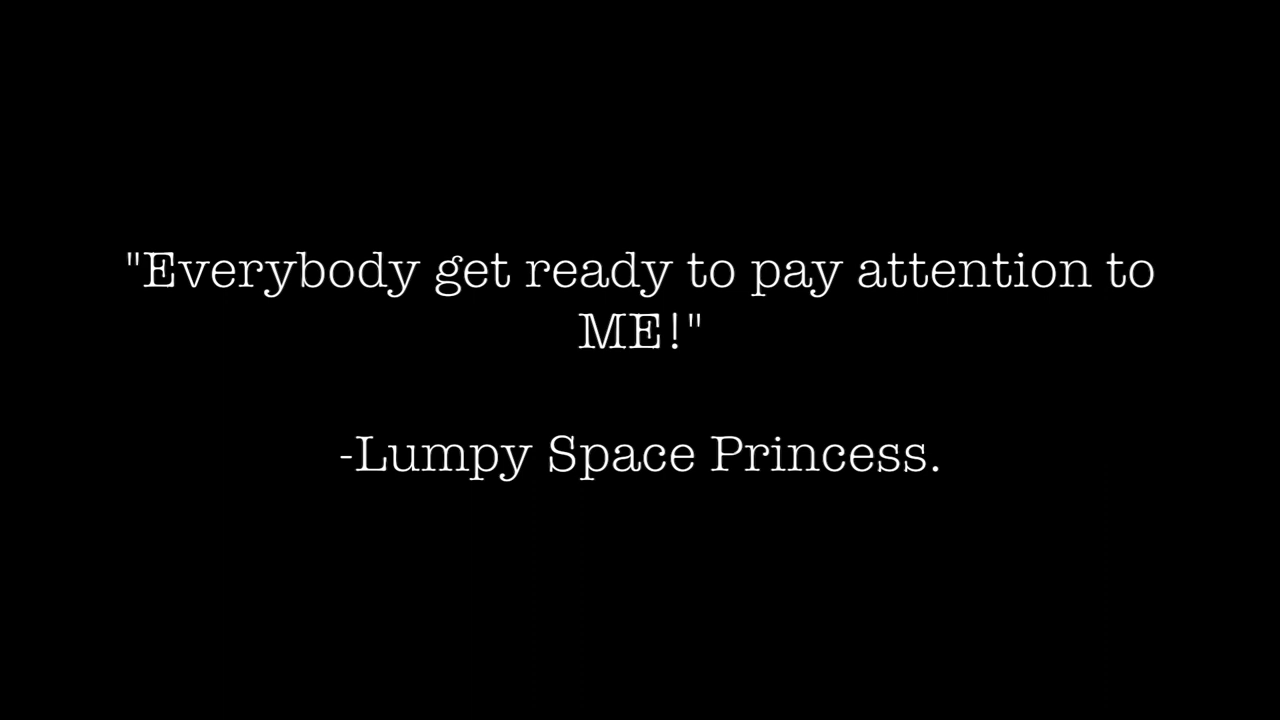 "Everybody get ready to pay attention to
ME!"
-Lumpy Space Princess.